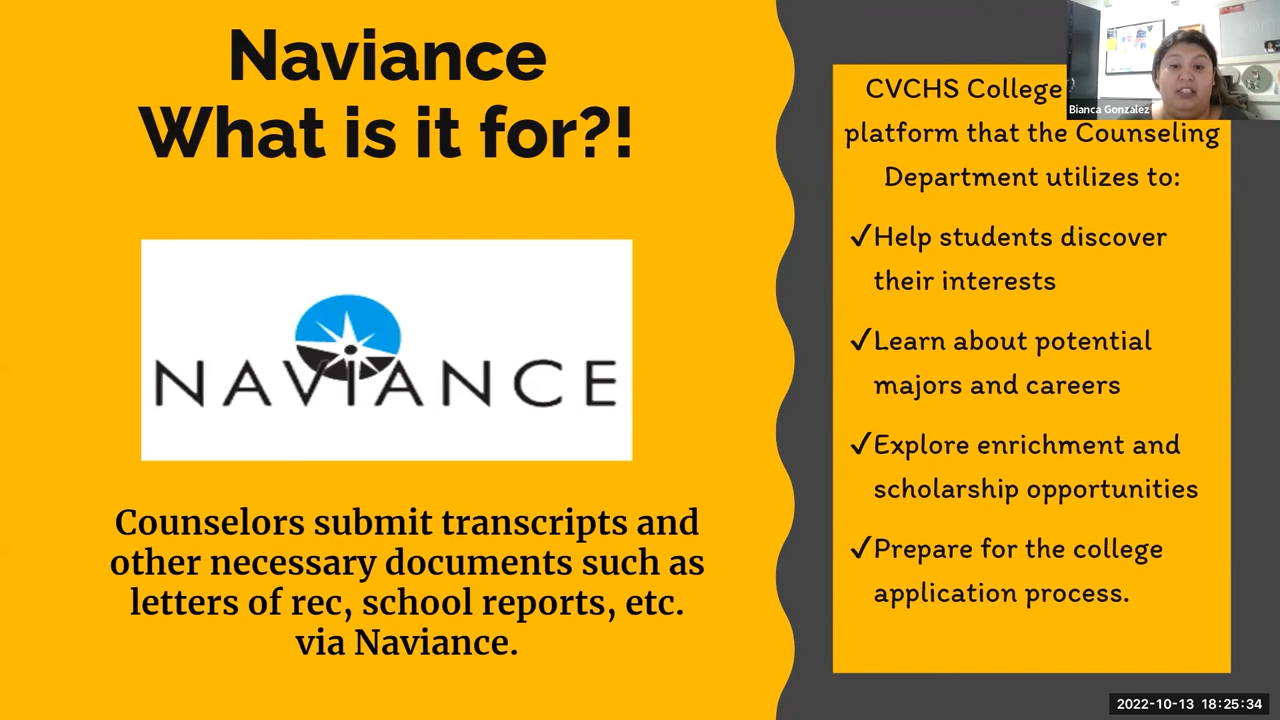 Naviance
What is it for?!
NAVIANCE
Counselors submit transcripts and
other necessary documents such as
letters of rec, school reports, etc.
via Naviance.
CVCHS College
platform that the Counseling
Department utilizes to:
✓Help students discover
their interests
✓Learn about potential
majors and careers
✓Explore enrichment and
scholarship opportunities
✓Prepare for the college
application process.
Bianca Gonzalez
2022-10-13 18:25:34